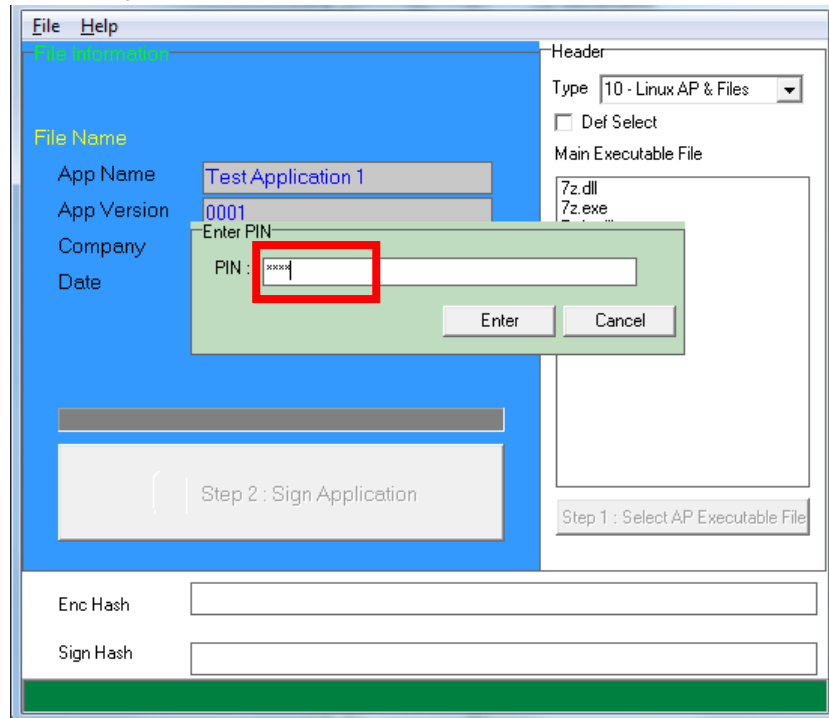 File Help
File Information
Header
Type 10 - Linux AP & Files
Def Select
File Name
Main Executable File
App Name Test Application 1
7z.dll
App Version 0001
7z.exe
Enter PIN
Company
PIN : ****
Date
Enter Cancel
Step 2 : Sign Application
Step 1 : Select AP Executable File
Enc Hash
Sign Hash